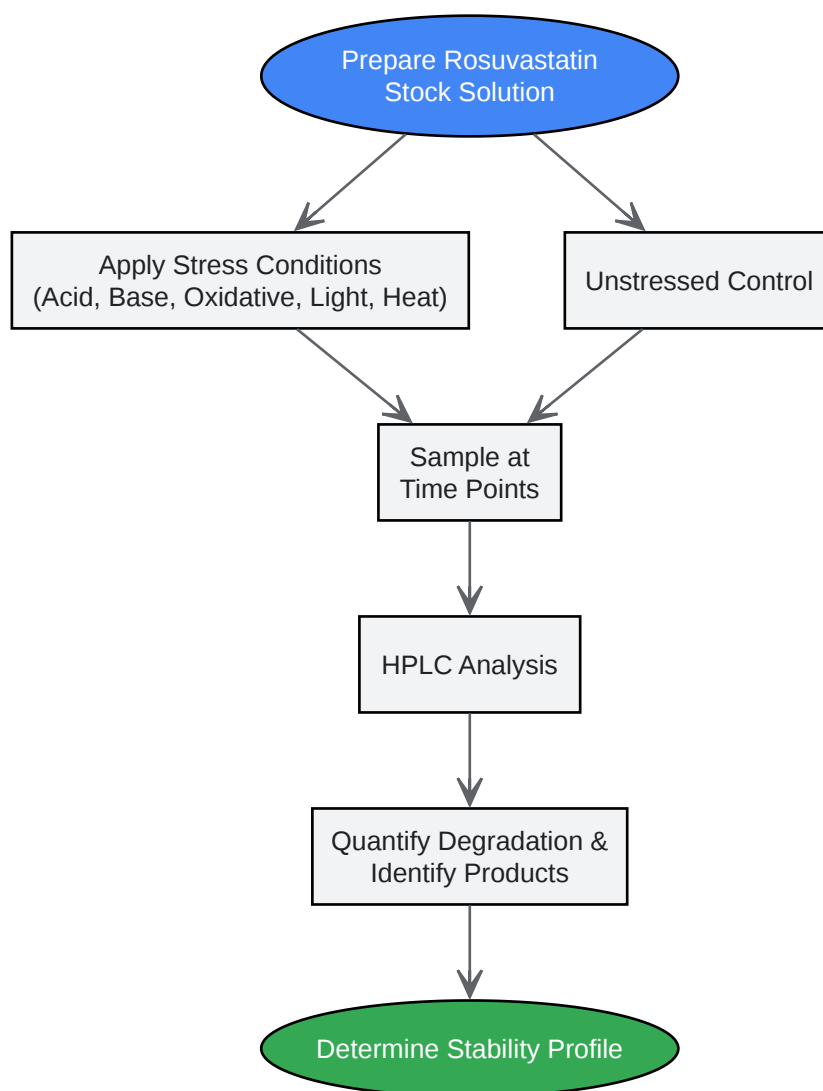 Prepare Rosuvastatin
Stock Solution
Apply Stress Conditions
(Acid, Base, Oxidative, Light, Heat)
Unstressed Control
Sample at
Time Points
HPLC Analysis
Quantify Degradation &
Identify Products
Determine Stability Profile